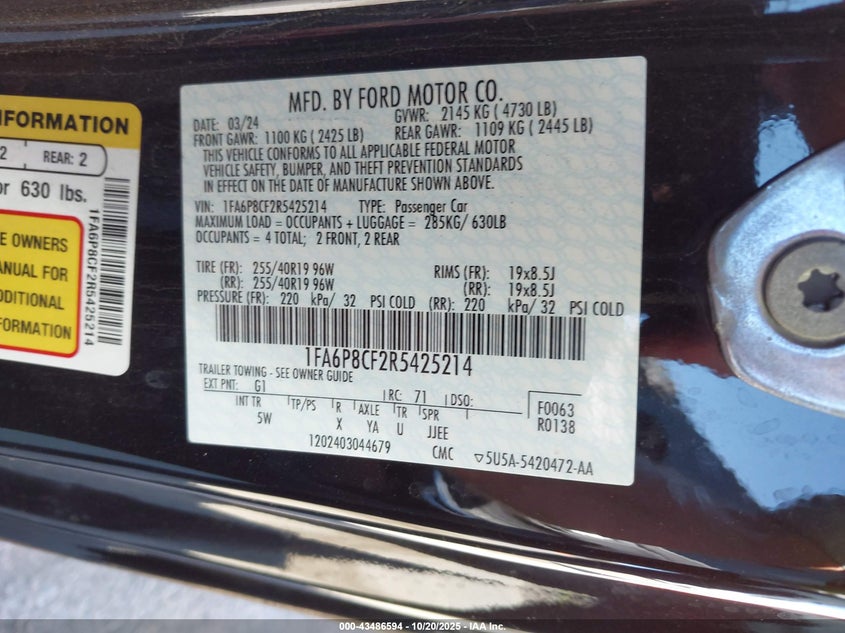 NFORMATION
2 REAR: 2
or 630 lbs.
E OWNERS
ANUAL FOR
DDITIONAL
FORMATION
1FA6P8CF2R5425214
MFD. BY FORD MOTOR CO.
DATE: 03/24 GVWR: 2145 KG ( 4730 LB)
FRONT GAWR: 1100 KG ( 2425 LB) REAR GAWR: 1109 KG ( 2445 LB)
THIS VEHICLE CONFORMS TO ALL APPLICABLE FEDERAL MOTOR
VEHICLE SAFETY, BUMPER, AND THEFT PREVENTION STANDARDS
IN EFFECT ON THE DATE OF MANUFACTURE SHOWN ABOVE.
VIN: 1FA6P8CF2R5425214 TYPE: Passenger Car
MAXIMUM LOAD = OCCUPANTS + LUGGAGE = 285KG/ 630LB
OCCUPANTS = 4 TOTAL; 2 FRONT, 2 REAR
TIRE (FR): 255/40R19 96W RIMS (FR): 19x8.5J
(RR): 255/40R19 96W (RR): 19x8.5J
PRESSURE (FR): 220 kPa/ 32 PSI COLD (RR): 220 kPa/ 32 PSI COLD
1FA6P8CF2R5425214
TRAILER TOWING - SEE OWNER GUIDE
EXT PNT: G1 RC: 71 DSO: F0063
INT TR TP/PS R AXLE TR SPR R0138
5W X YA U JJEE
1202403044679 CMC ▽5U5A-5420472-AA
000-43486594 - 10/20/2025 - IAA Inc.